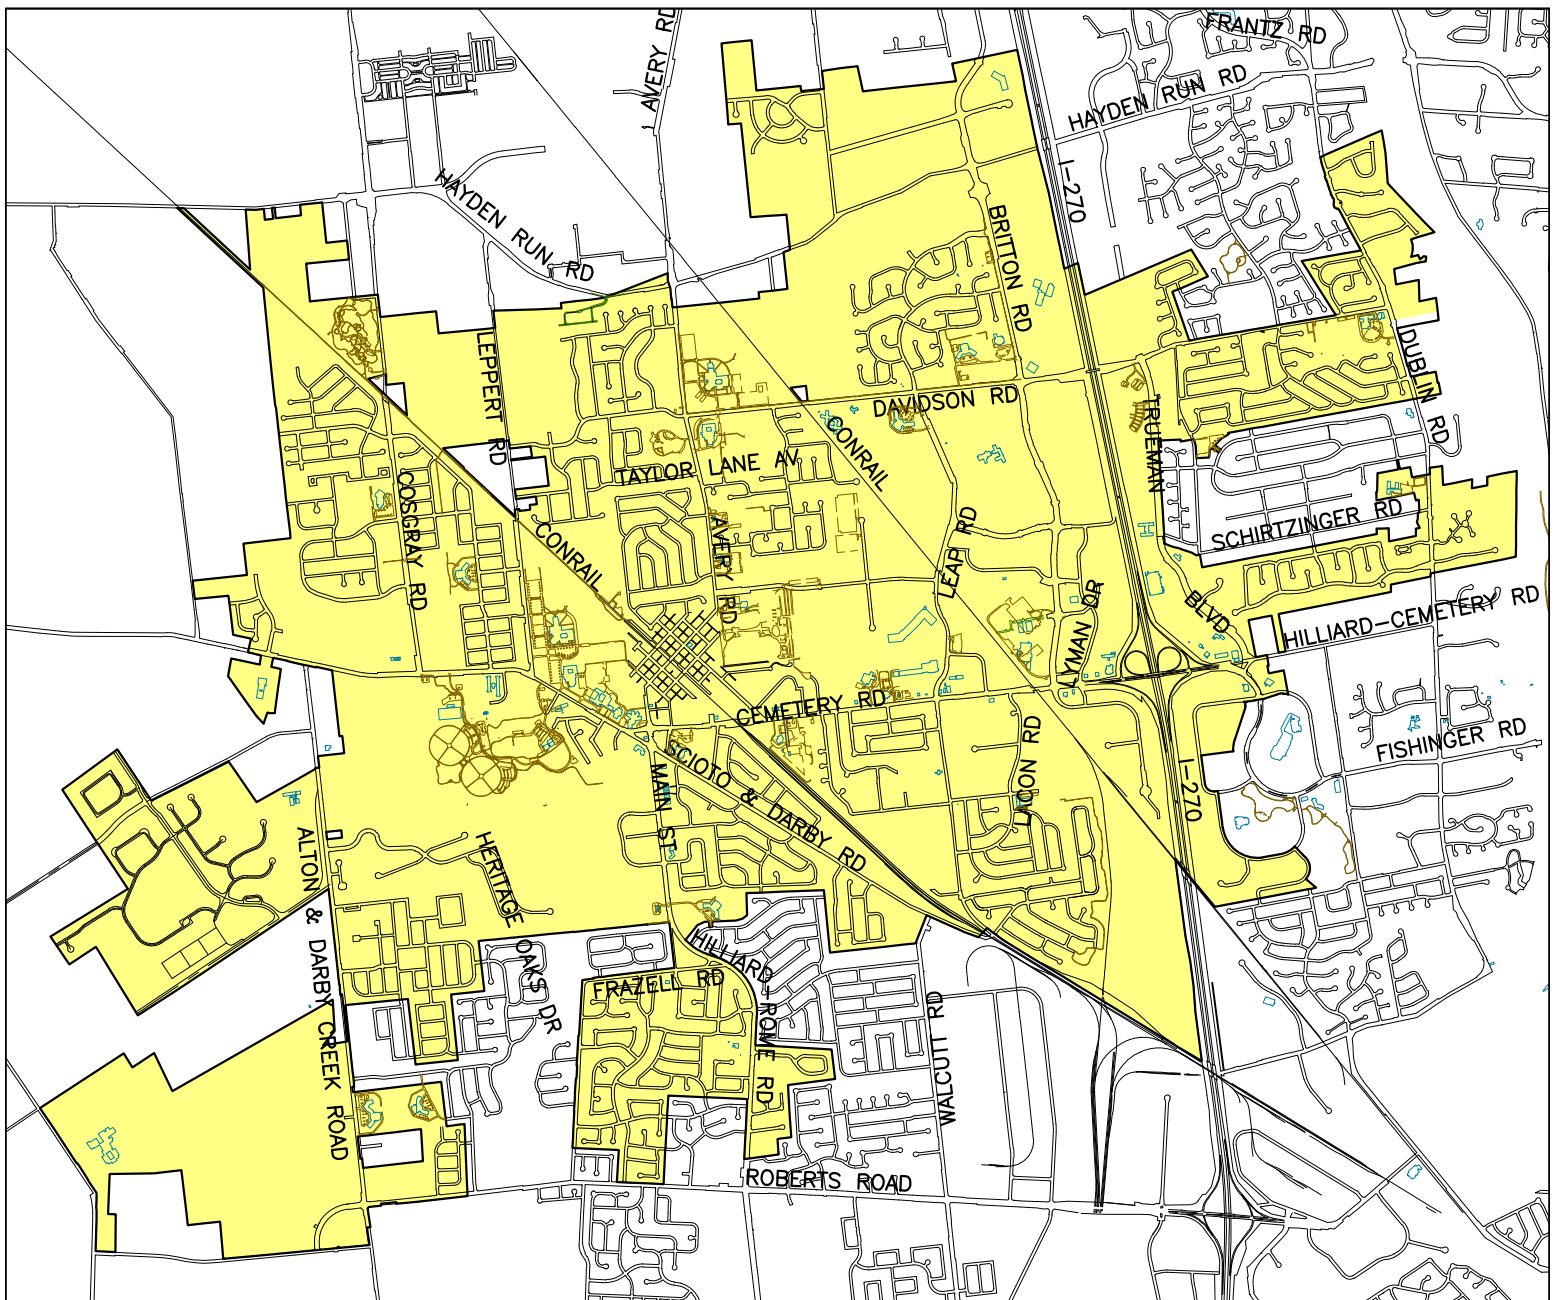 FRANTZ RD
AVERY RD
HAYDEN RUN RD
I-270
HAYDEN RUN RD
BRITON RD
LEPPERT RD
DUBLIN RD
DAVIDSON RD
TRUEMAN
CONRAIL
TAYLOR LANE AV
COSGRAY RD
CONRAIL
AVERY RD
LEAP RD
SCHIRTZINGER RD
LYMAN DR
BLVD
HILLIARD-CEMETERY RD
CEMETERY RD
LACON RD
FISHINGER RD
I-270
MAIN ST
SCIOTO & DARBY RD
ALTON & DARBY CREEK ROAD
HERITAGE OAKS DR
HILLIARD-ROME RD
FRAZELL RD
WALCUTT RD
ROBERTS ROAD